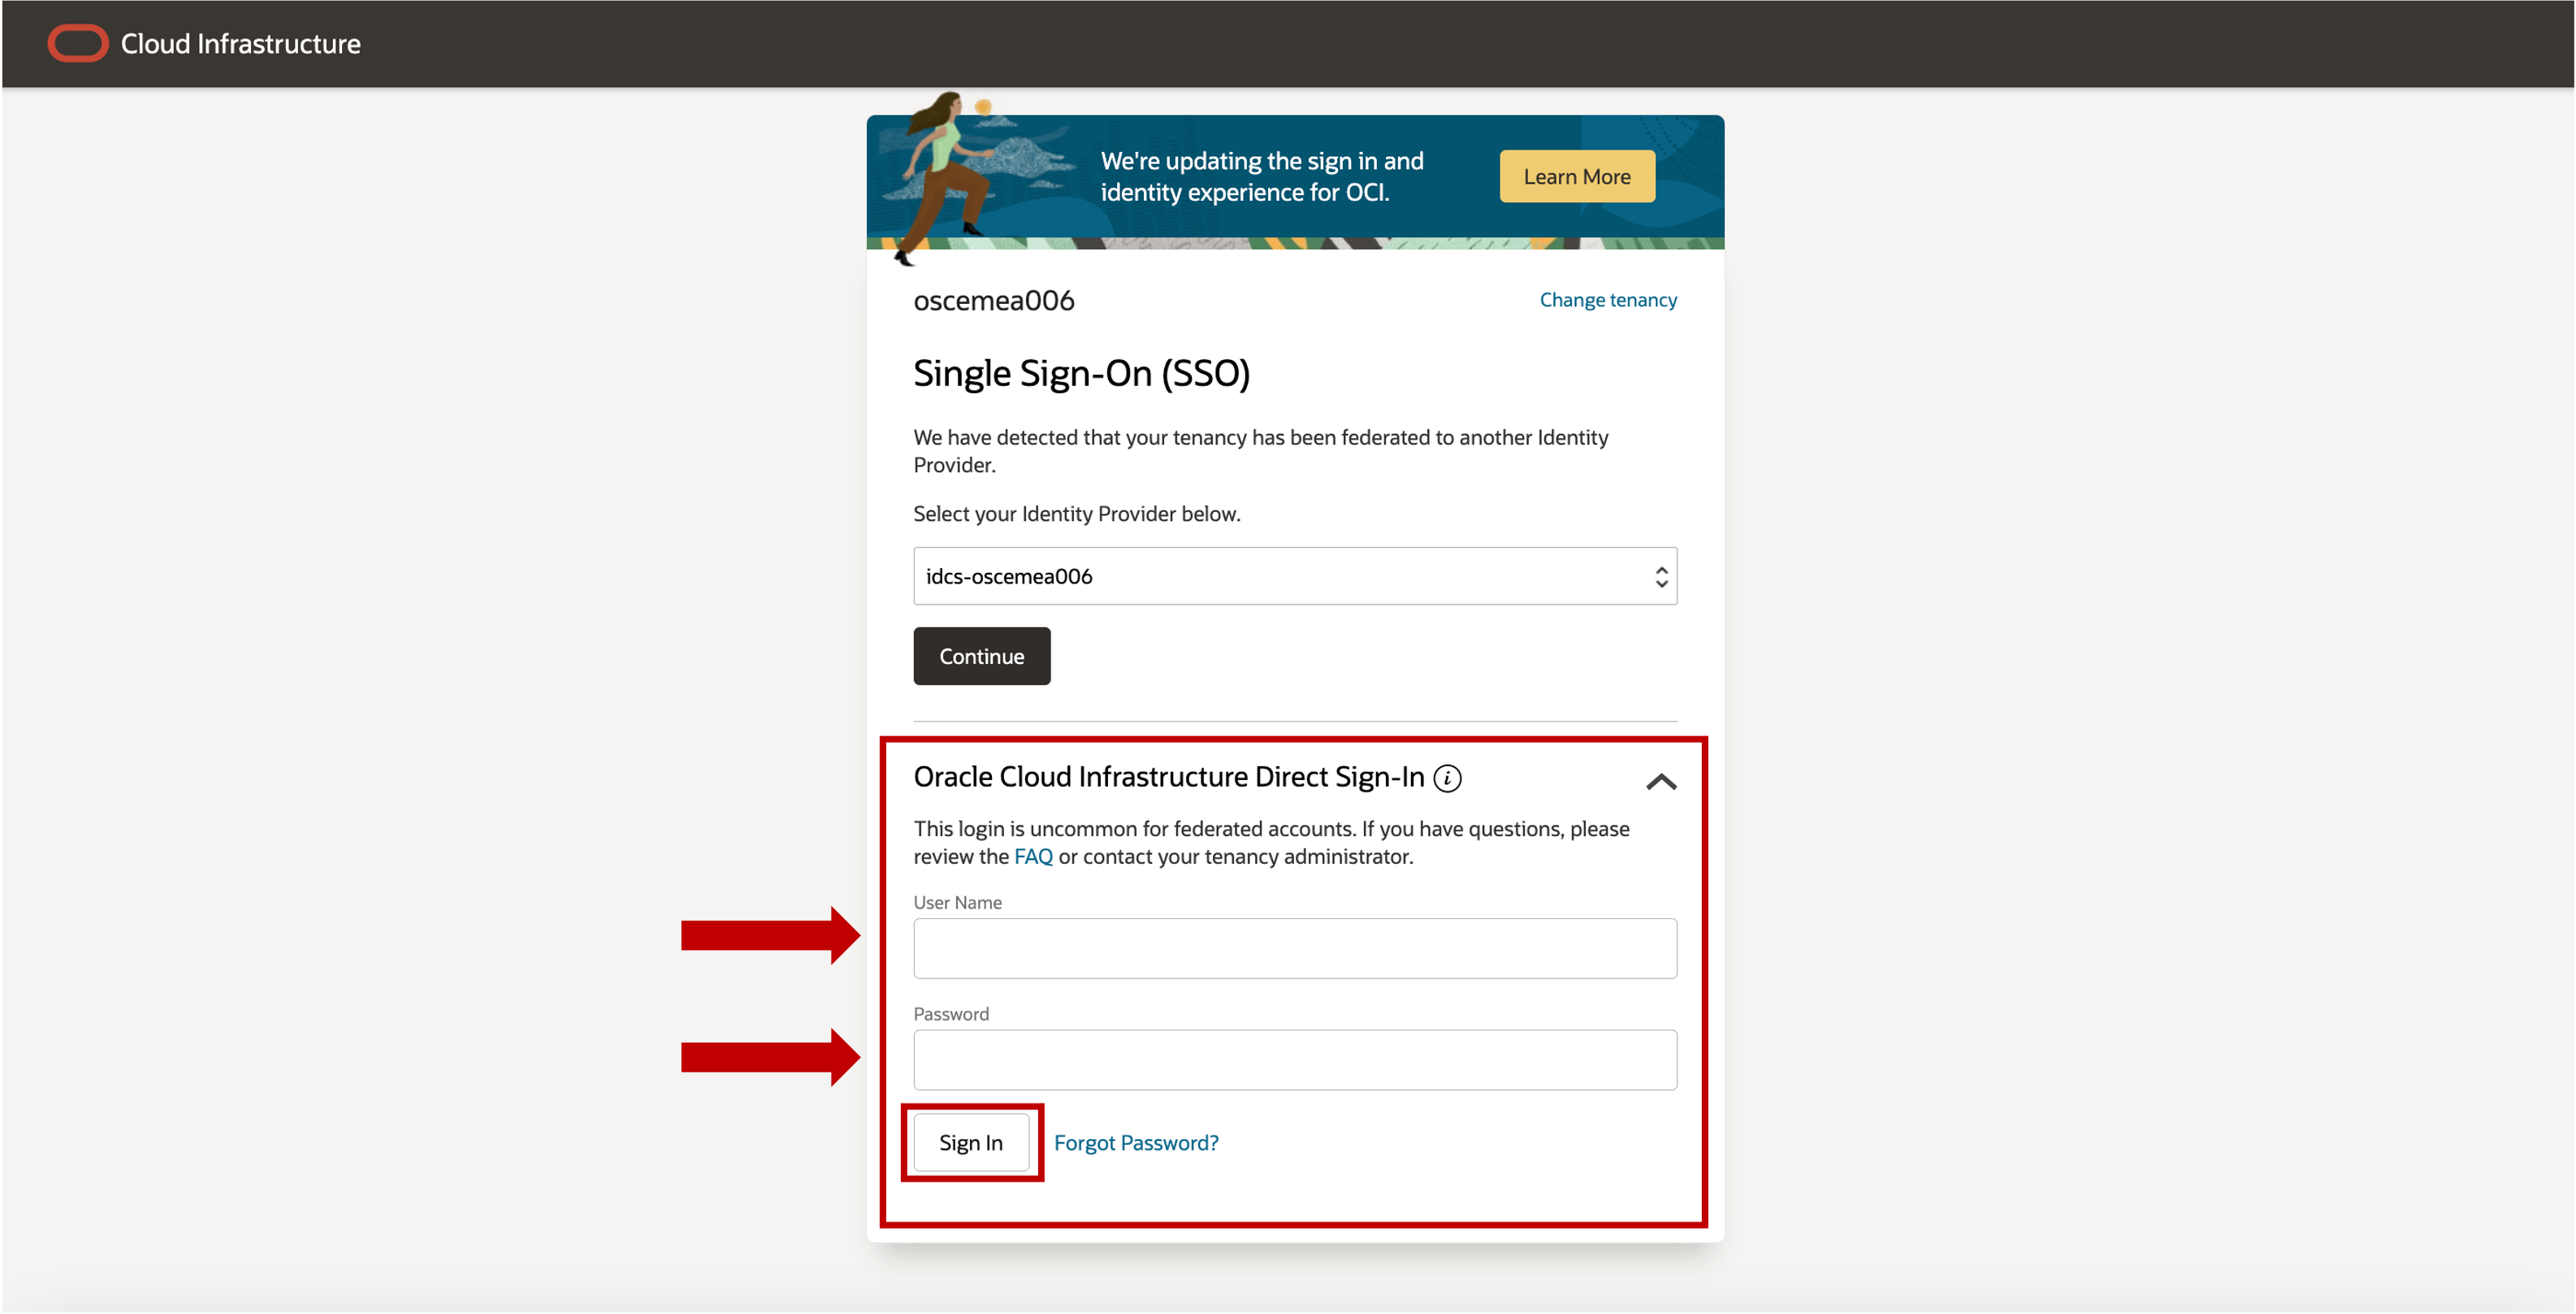 Cloud Infrastructure
We're updating the sign in and
identity experience for OCI.
Learn More
oscemea006
Change tenancy
Single Sign-On (SSO)
We have detected that your tenancy has been federated to another Identity
Provider.
Select your Identity Provider below.
idcs-oscemea006
Continue
Oracle Cloud Infrastructure Direct Sign-In i
This login is uncommon for federated accounts. If you have questions, please
review the FAQ or contact your tenancy administrator.
User Name
Password
Sign In
Forgot Password?